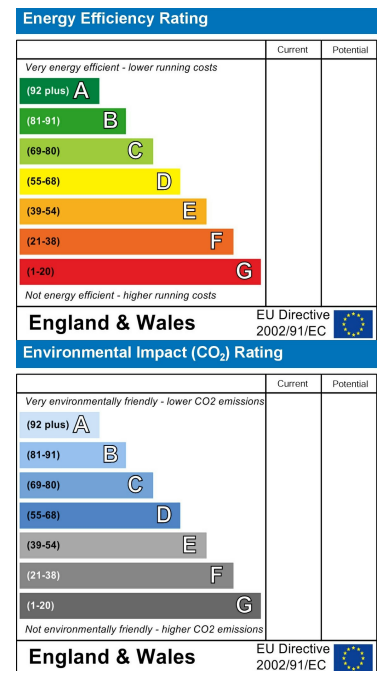 Energy Efficiency Rating
Current Potential
Very energy efficient - lower running costs
(92 plus) A
(81-91) B
(69-80) C
(55-68) D
(39-54) E
(21-38) F
(1-20) G
Not energy efficient - higher running costs
England & Wales
EU Directive
2002/91/EC
Environmental Impact (CO₂) Rating
Current Potential
Very environmentally friendly - lower CO2 emissions
(92 plus) A
(81-91) B
(69-80) C
(55-68) D
(39-54) E
(21-38) F
(1-20) G
Not environmentally friendly - higher CO2 emissions
England & Wales
EU Directive
2002/91/EC